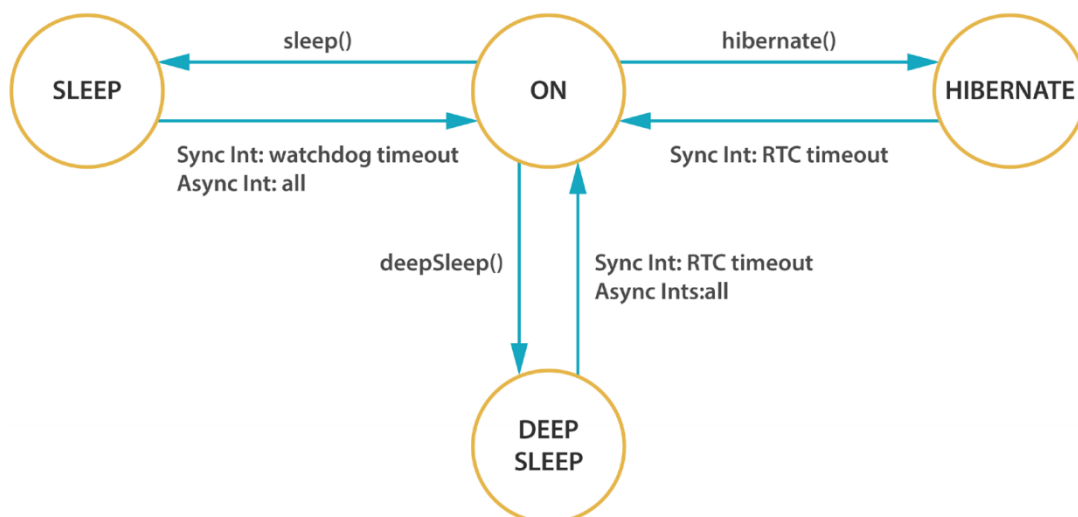 sleep()
hibernate()
SLEEP
ON
HIBERNATE
Sync Int: watchdog timeout
Async Int: all
Sync Int: RTC timeout
deepSleep()
Sync Int: RTC timeout
Async Ints:all
DEEP
SLEEP